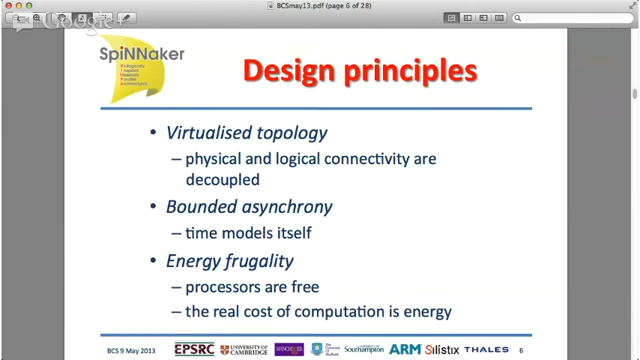 BCSmay13.pdf (page 6 of 28)
Google+
SpiNNaker
Design principles
• Virtualised topology
– physical and logical connectivity are
decoupled
• Bounded asynchrony
– time models itself
• Energy frugality
– processors are free
– the real cost of computation is energy
BCS 9 May 2013
EPSRC
UNIVERSITY OF
CAMBRIDGE
MANCHESTER
Southampton
ARM
Silistix
THALES
6